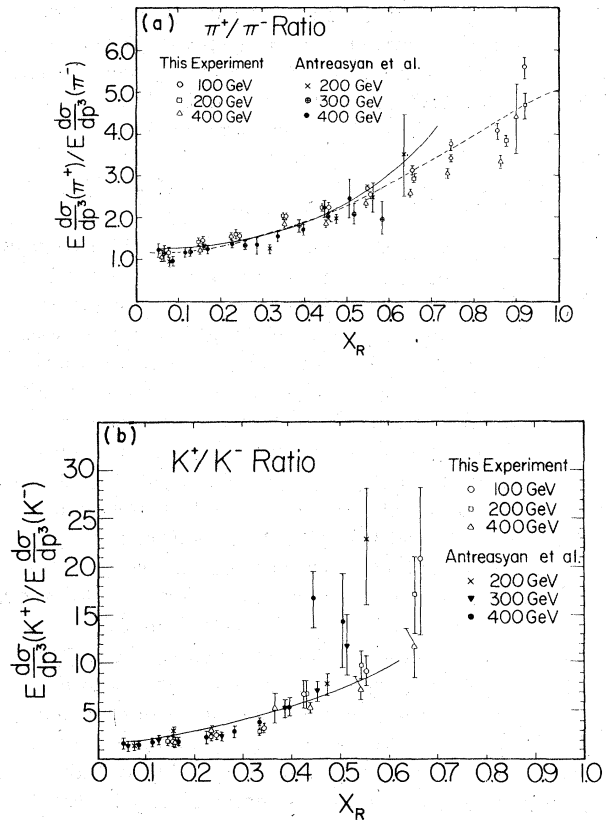 (a) π⁺/π⁻ Ratio
This Experiment
○ 100 GeV
□ 200 GeV
△ 400 GeV
Antreasyan et al.
× 200 GeV
⊕ 300 GeV
● 400 GeV
E dσ/dp³(π⁺)/E dσ/dp³(π⁻)
6.0
5.0
4.0
3.0
2.0
1.0
0 0.1 0.2 0.3 0.4 0.5 0.6 0.7 0.8 0.9 1.0
X_R
(b)
K⁺/K⁻ Ratio
This Experiment
○ 100 GeV
□ 200 GeV
△ 400 GeV
Antreasyan et al.
× 200 GeV
▼ 300 GeV
● 400 GeV
E dσ/dp³(K⁺)/E dσ/dp³(K⁻)
30
25
20
15
10
5
0 0.1 0.2 0.3 0.4 0.5 0.6 0.7 0.8 0.9 1.0
X_R